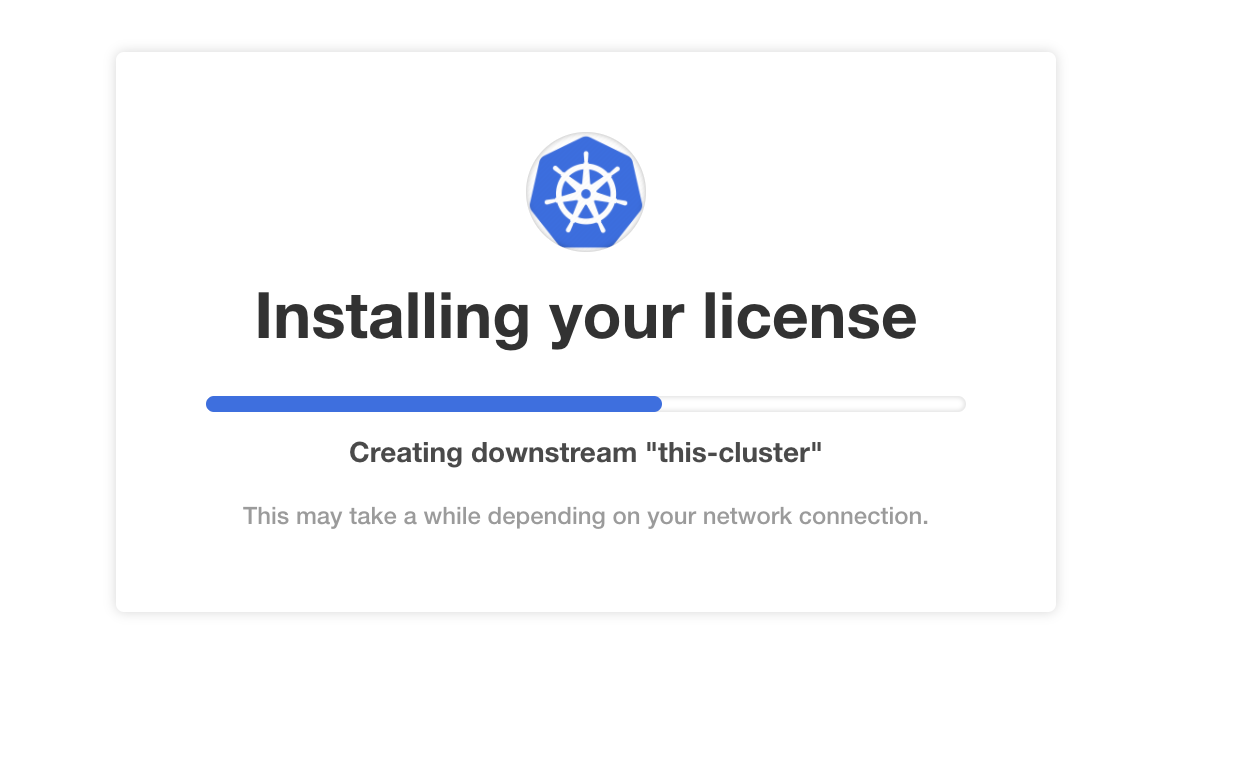 Installing your license
Creating downstream "this-cluster"
This may take a while depending on your network connection.